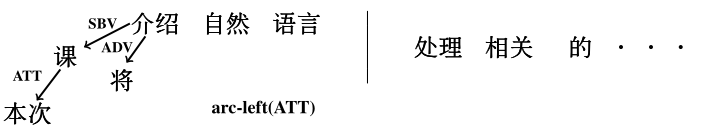 SBV 介绍 自然 语言
课 ADV 处理 相关 的 · · ·
ATT 将
本次 arc-left(ATT)